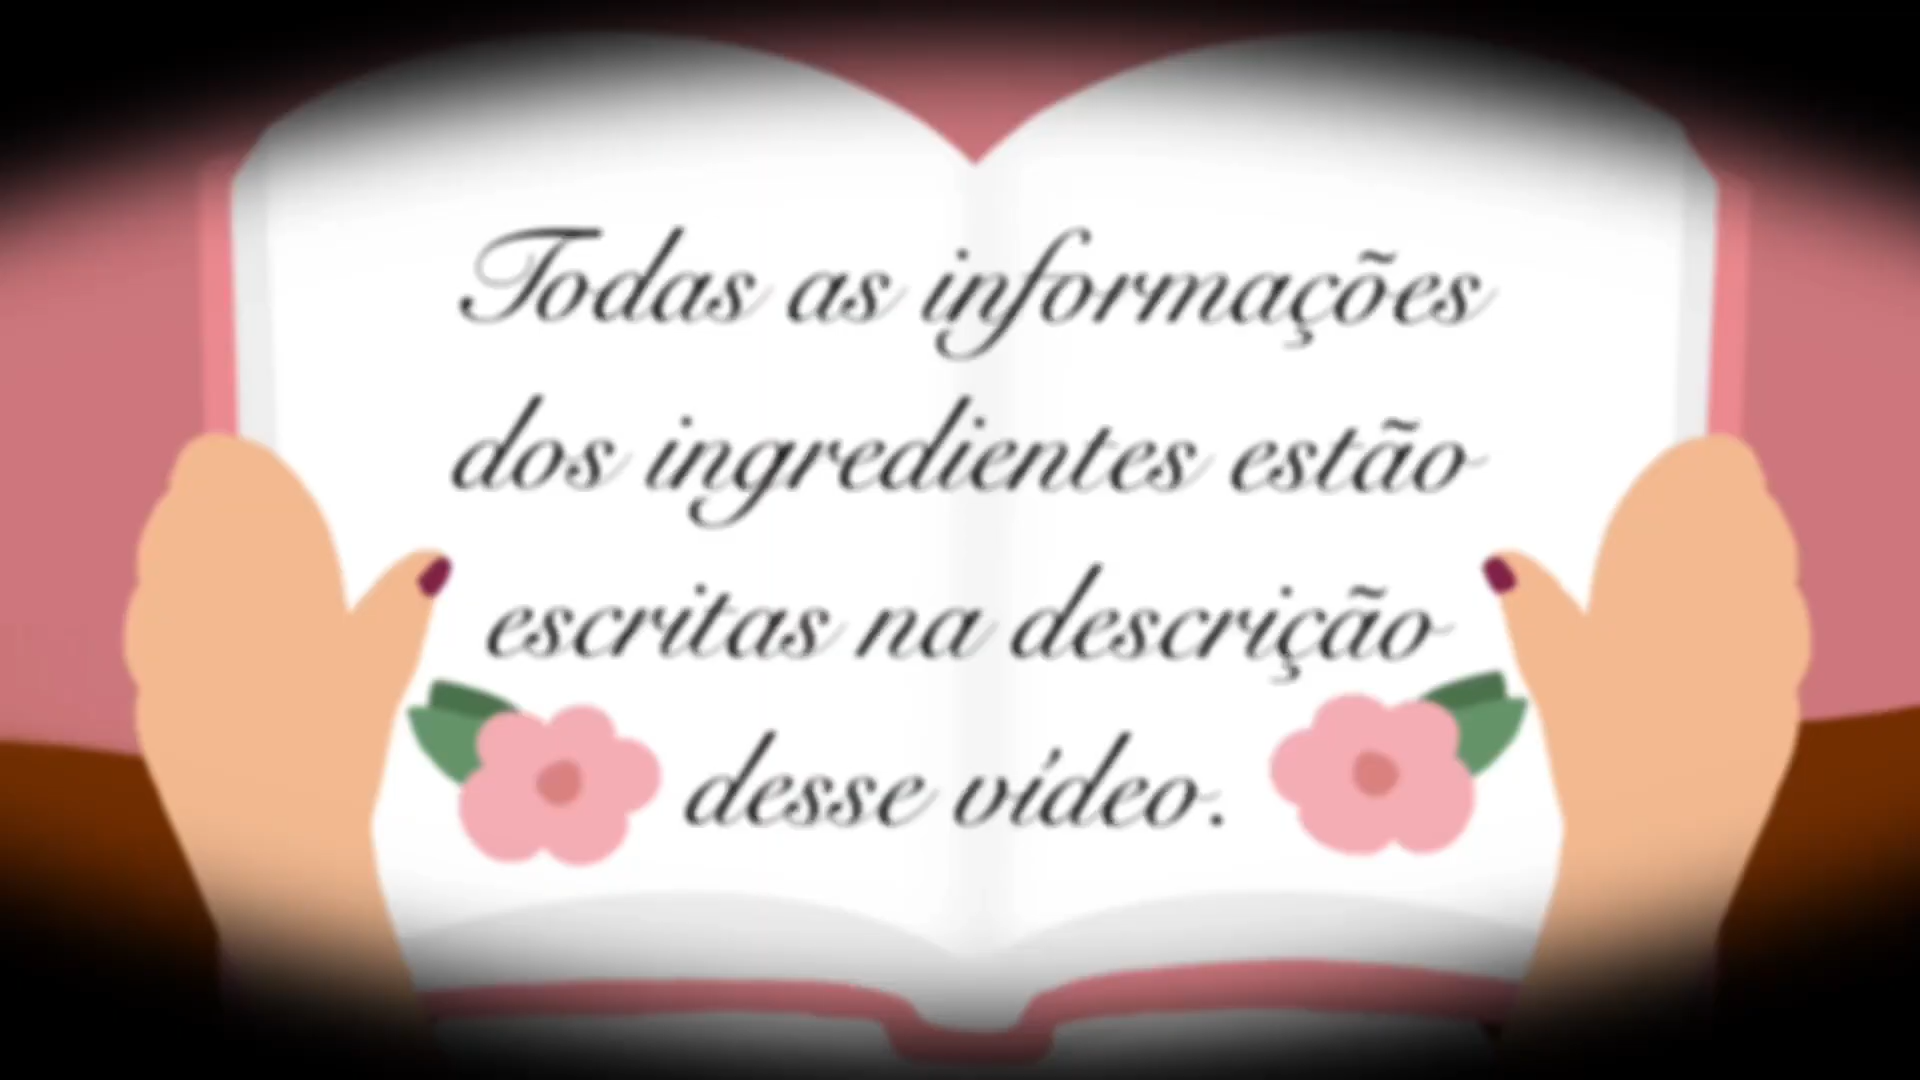 Todas as informações
dos ingredientes estão
escritas na descrição
desse vídeo.